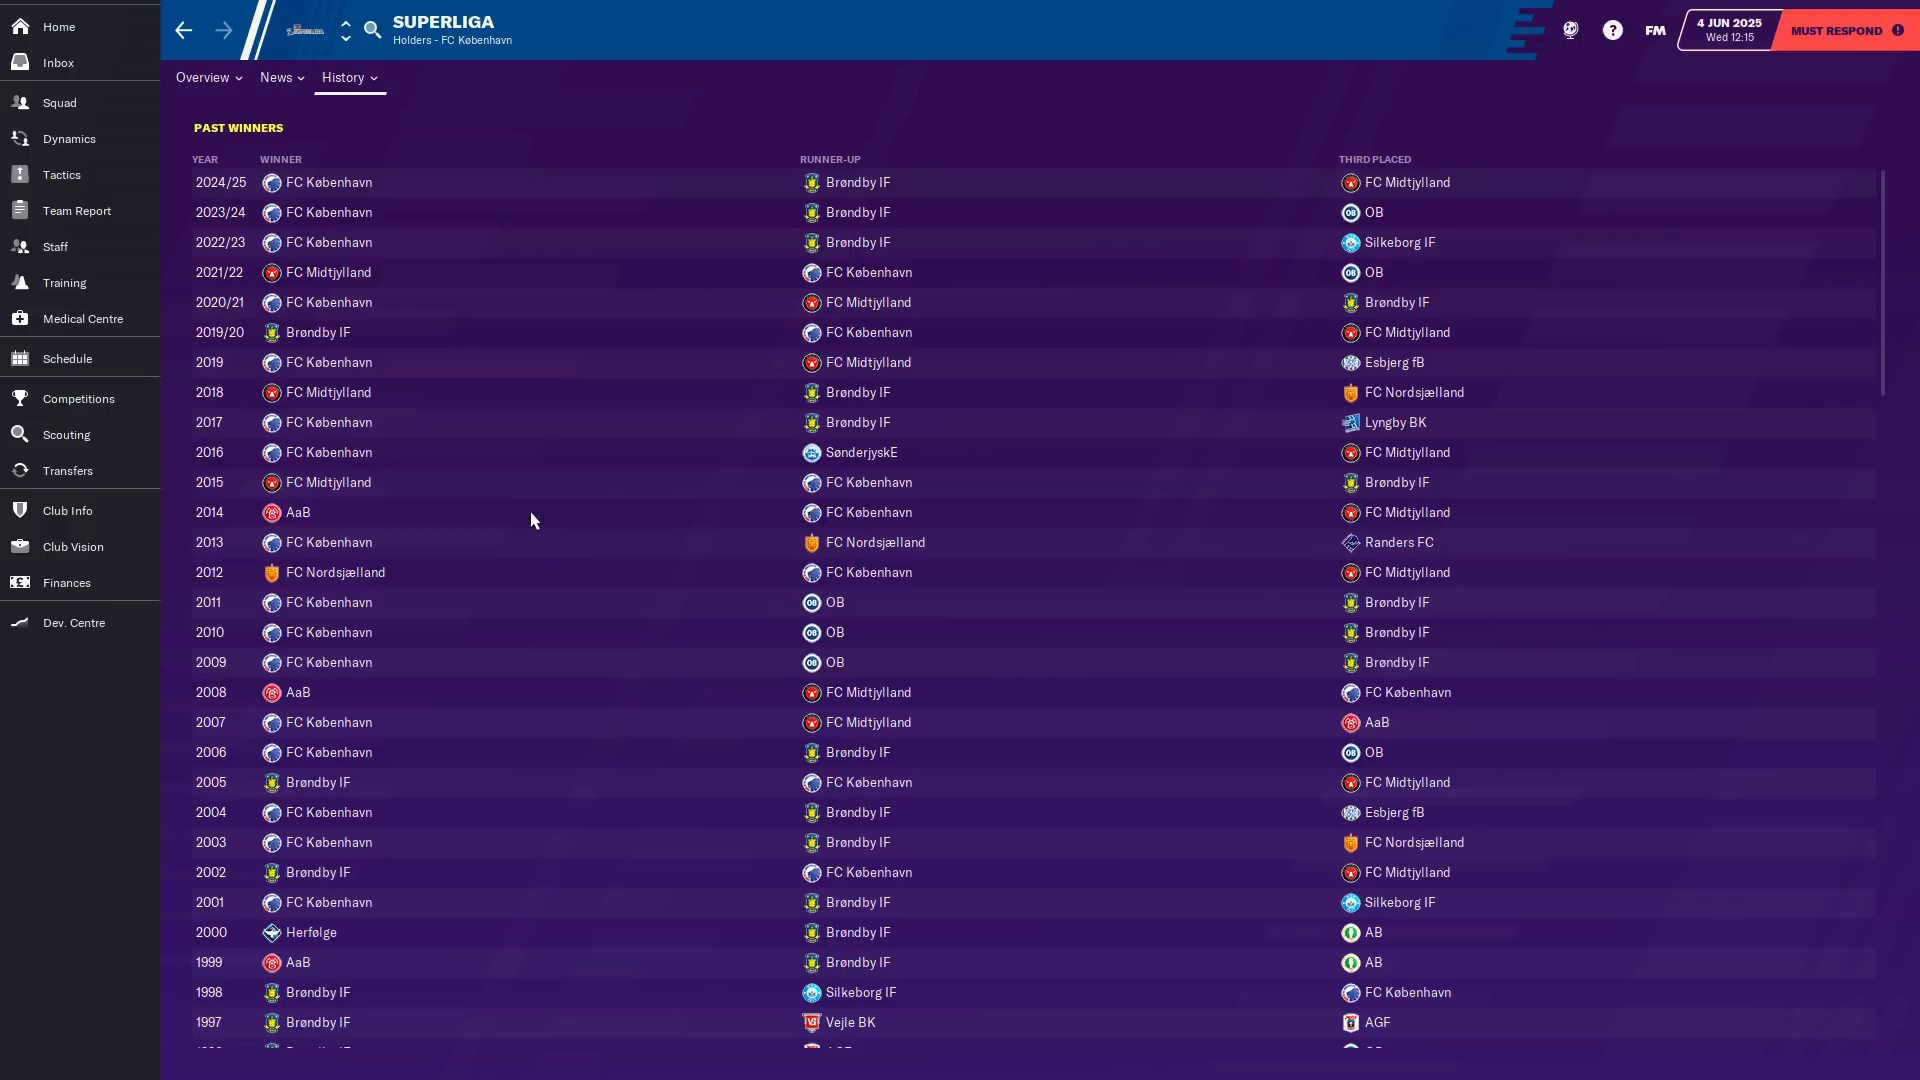 Home
Inbox
Squad
Dynamics
Tactics
Team Report
Staff
Training
Medical Centre
Schedule
Competitions
Scouting
Transfers
Club Info
Club Vision
Finances
Dev. Centre
SUPERLIGA
Holders - FC København
FM
4 JUN 2025
Wed 12:15
MUST RESPOND
Overview News History
PAST WINNERS
YEAR WINNER RUNNER-UP THIRD PLACED
2024/25 FC København Brøndby IF FC Midtjylland
2023/24 FC København Brøndby IF OB
2022/23 FC København Brøndby IF Silkeborg IF
2021/22 FC Midtjylland FC København OB
2020/21 FC København FC Midtjylland Brøndby IF
2019/20 Brøndby IF FC København FC Midtjylland
2019 FC København FC Midtjylland Esbjerg fB
2018 FC Midtjylland Brøndby IF FC Nordsjælland
2017 FC København Brøndby IF Lyngby BK
2016 FC København SønderjyskE FC Midtjylland
2015 FC Midtjylland FC København Brøndby IF
2014 AaB FC København FC Midtjylland
2013 FC København FC Nordsjælland Randers FC
2012 FC Nordsjælland FC København FC Midtjylland
2011 FC København OB Brøndby IF
2010 FC København OB Brøndby IF
2009 FC København OB Brøndby IF
2008 AaB FC Midtjylland FC København
2007 FC København FC Midtjylland AaB
2006 FC København Brøndby IF OB
2005 Brøndby IF FC København FC Midtjylland
2004 FC København Brøndby IF Esbjerg fB
2003 FC København Brøndby IF FC Nordsjælland
2002 Brøndby IF FC København FC Midtjylland
2001 FC København Brøndby IF Silkeborg IF
2000 Herfølge Brøndby IF AB
1999 AaB Brøndby IF AB
1998 Brøndby IF Silkeborg IF FC København
1997 Brøndby IF Vejle BK AGF